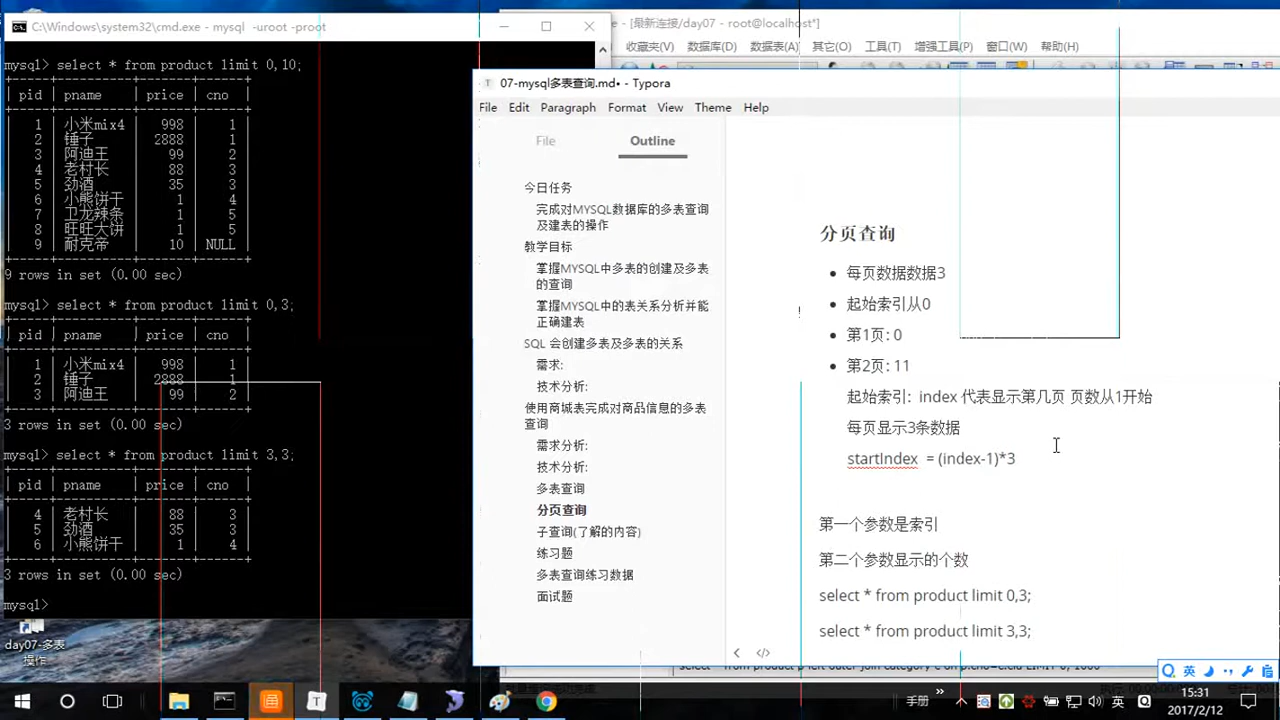 C:\Windows\system32\cmd.exe - mysql -uroot -proot
mysql> select * from product limit 0,10;
| pid | pname | price | cno |
| 1 | 小米mix4 | 998 | 1 |
| 2 | 锤子 | 2888 | 1 |
| 3 | 阿迪王 | 99 | 2 |
| 4 | 老村长 | 88 | 3 |
| 5 | 劲酒 | 35 | 3 |
| 6 | 小熊饼干 | 1 | 4 |
| 7 | 卫龙辣条 | 1 | 5 |
| 8 | 旺旺大饼 | 1 | 5 |
| 9 | 耐克帝 | 10 | NULL |
9 rows in set (0.00 sec)
mysql> select * from product limit 0,3;
| pid | pname | price | cno |
| 1 | 小米mix4 | 998 | 1 |
| 2 | 锤子 | 2888 | 1 |
| 3 | 阿迪王 | 99 | 2 |
3 rows in set (0.00 sec)
mysql> select * from product limit 3,3;
| pid | pname | price | cno |
| 4 | 老村长 | 88 | 3 |
| 5 | 劲酒 | 35 | 3 |
| 6 | 小熊饼干 | 1 | 4 |
3 rows in set (0.00 sec)
mysql>
day07-多表
操作
[最新连接/day07 - root@localhost*]
收藏夹(V) 数据库(D) 数据表(A) 其它(O) 工具(T) 增强工具(P) 窗口(W) 帮助(H)
07-mysql多表查询.md• - Typora
File Edit Paragraph Format View Theme Help
File Outline
今日任务
完成对MYSQL数据库的多表查询
及建表的操作
教学目标
掌握MYSQL中多表的创建及多表
的查询
掌握MYSQL中的表关系分析并能
正确建表
SQL 会创建多表及多表的关系
需求:
技术分析:
使用商城表完成对商品信息的多表
查询
需求分析:
技术分析:
多表查询
分页查询
子查询(了解的内容)
练习题
多表查询练习数据
面试题
分页查询
• 每页数据数据3
• 起始索引从0
• 第1页: 0
• 第2页: 11
起始索引: index 代表显示第几页 页数从1开始
每页显示3条数据
startIndex = (index-1)*3
第一个参数是索引
第二个参数显示的个数
select * from product limit 0,3;
select * from product limit 3,3;
英
手册
英
15:31
2017/2/12